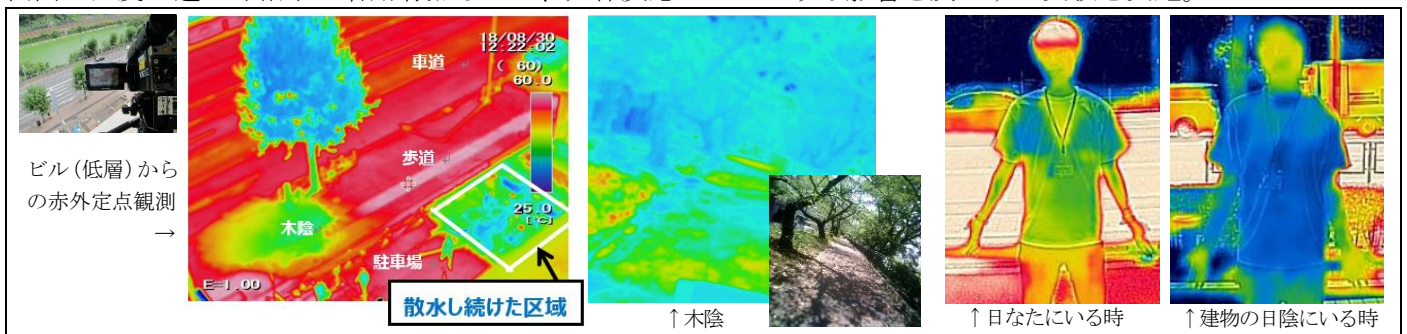 ビル(低層)から
の赤外定点観測
→
18/08/30
12:22:02
( 60)
60.0
車道
歩道
25.0
[℃]
木陰
駐車場
E=1.00
散水し続けた区域
↑木陰
↑日なたにいる時
↑建物の日陰にいる時